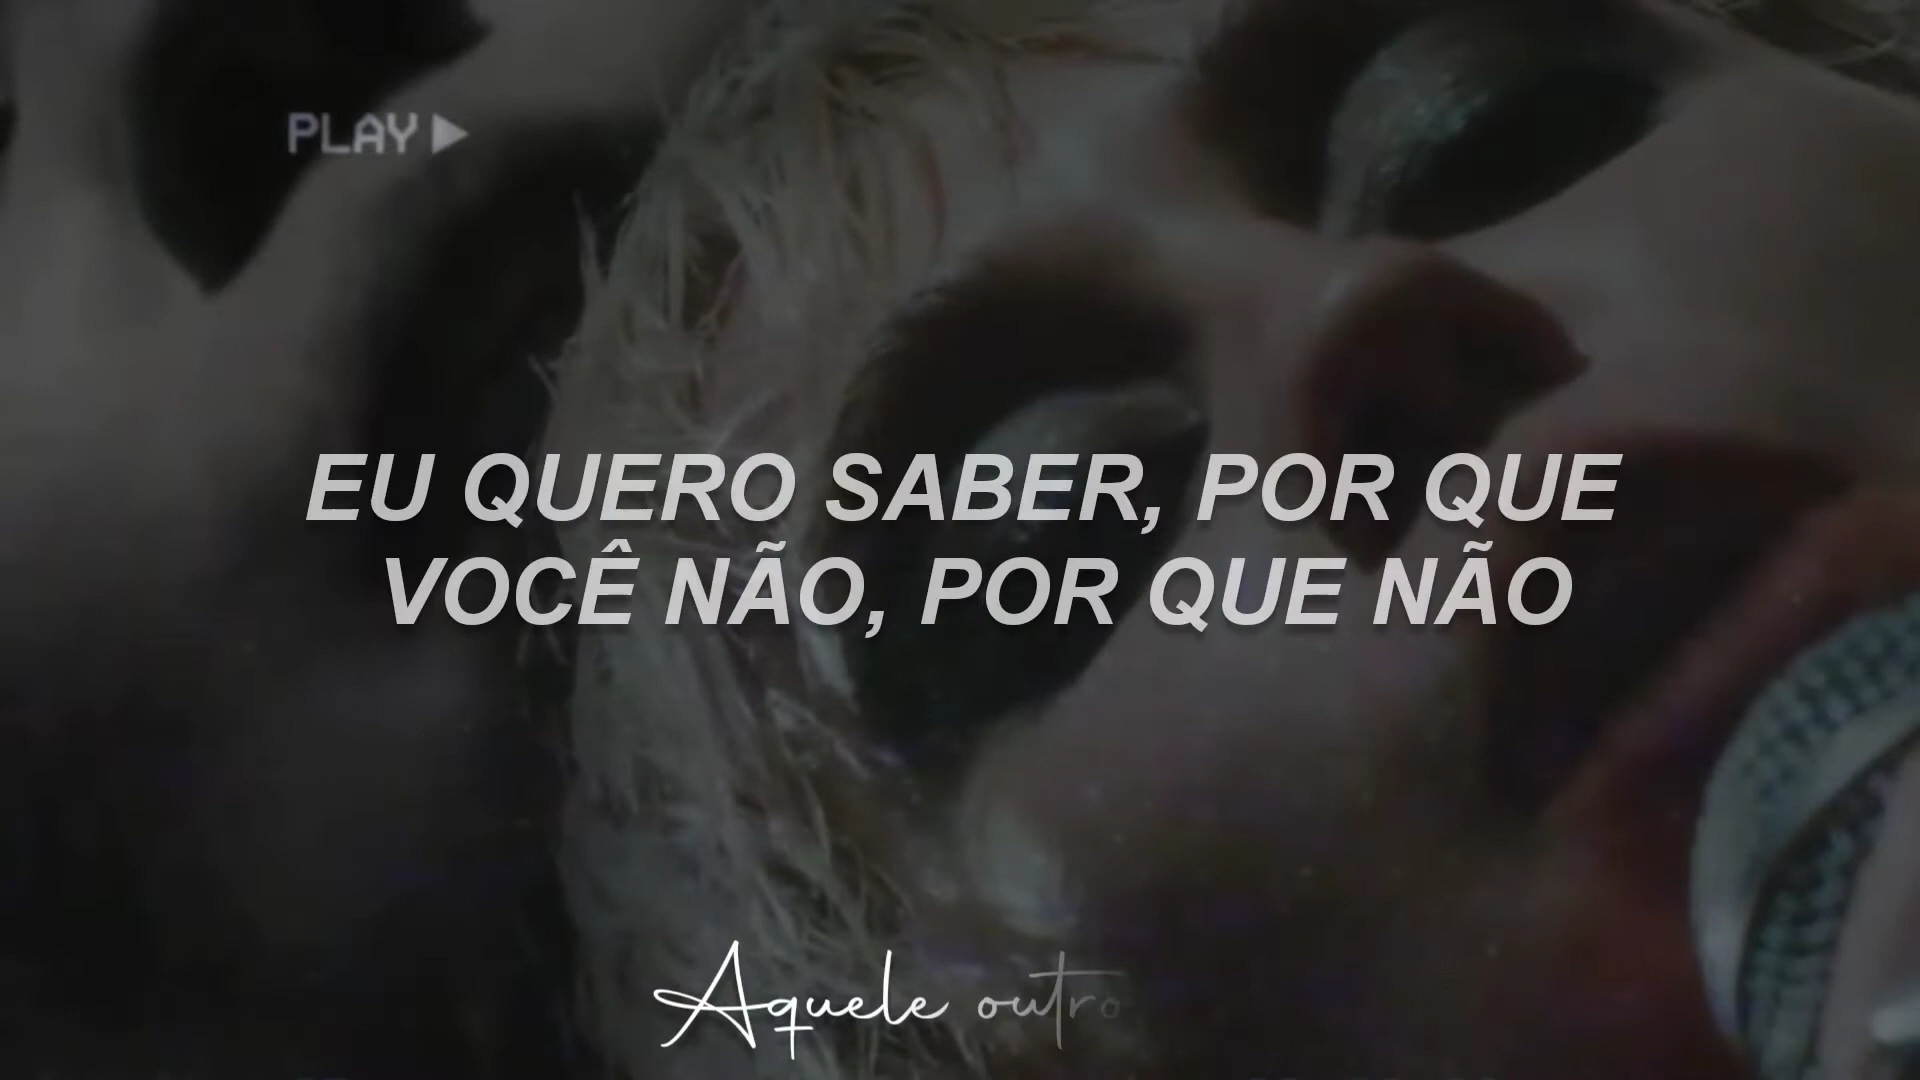 PLAY
EU QUERO SABER, POR QUE
VOCÊ NÃO, POR QUE NÃO
Aquele outro